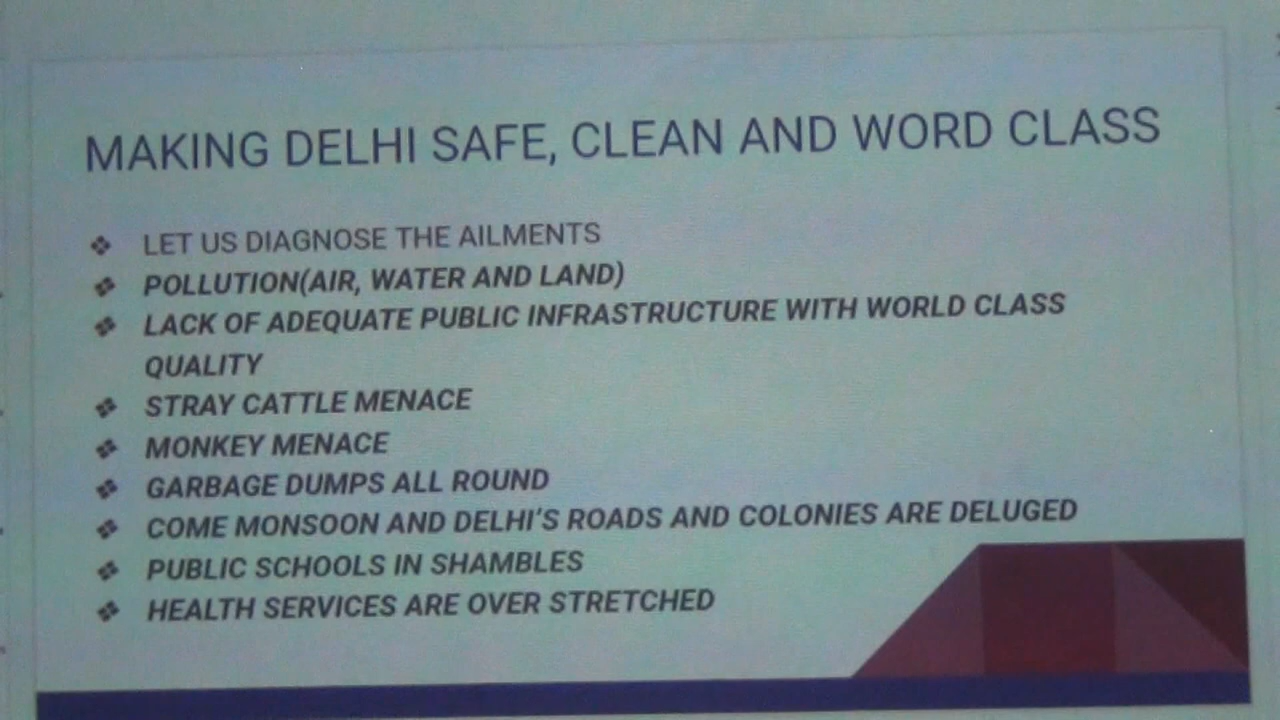 MAKING DELHI SAFE, CLEAN AND WORD CLASS
LET US DIAGNOSE THE AILMENTS
POLLUTION(AIR, WATER AND LAND)
LACK OF ADEQUATE PUBLIC INFRASTRUCTURE WITH WORLD CLASS
QUALITY
STRAY CATTLE MENACE
MONKEY MENACE
GARBAGE DUMPS ALL ROUND
COME MONSOON AND DELHI'S ROADS AND COLONIES ARE DELUGED
PUBLIC SCHOOLS IN SHAMBLES
HEALTH SERVICES ARE OVER STRETCHED